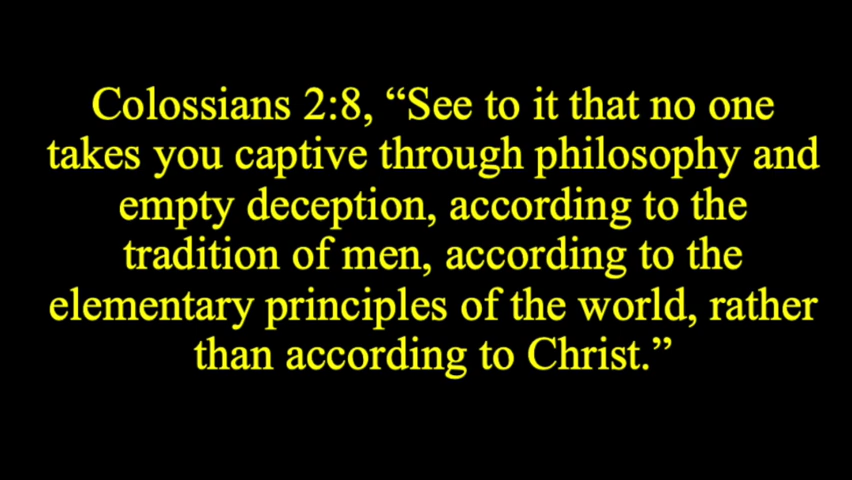 Colossians 2:8, “See to it that no one
takes you captive through philosophy and
empty deception, according to the
tradition of men, according to the
elementary principles of the world, rather
than according to Christ.”